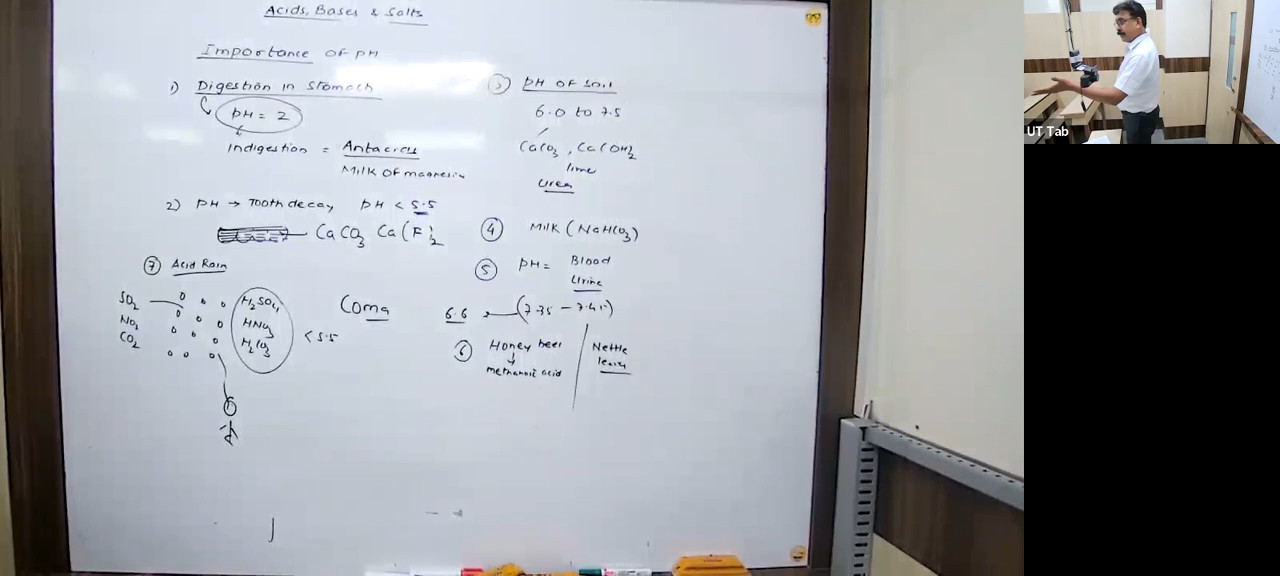 Acids, Bases & Salts
Importance of pH
1) Digestion in Stomach
pH = 2
Indigestion = Antacids
Milk of magnesia
2) pH → Tooth decay pH < 5.5
CaCO3 Ca(F)2
7 Acid Rain
SO2
NO2
CO2
H2SO4
HNO3
H2CO3
< 5.5
Coma
3) pH of soil
6.0 to 7.5
CaCO3, Ca(OH)2
lime
Urea
4 Milk (NaHCO3)
5 pH = Blood
Urine
6.6 (7.35 – 7.45)
6 Honey bee
methanoic acid
Nettle
leaves
UT Tab